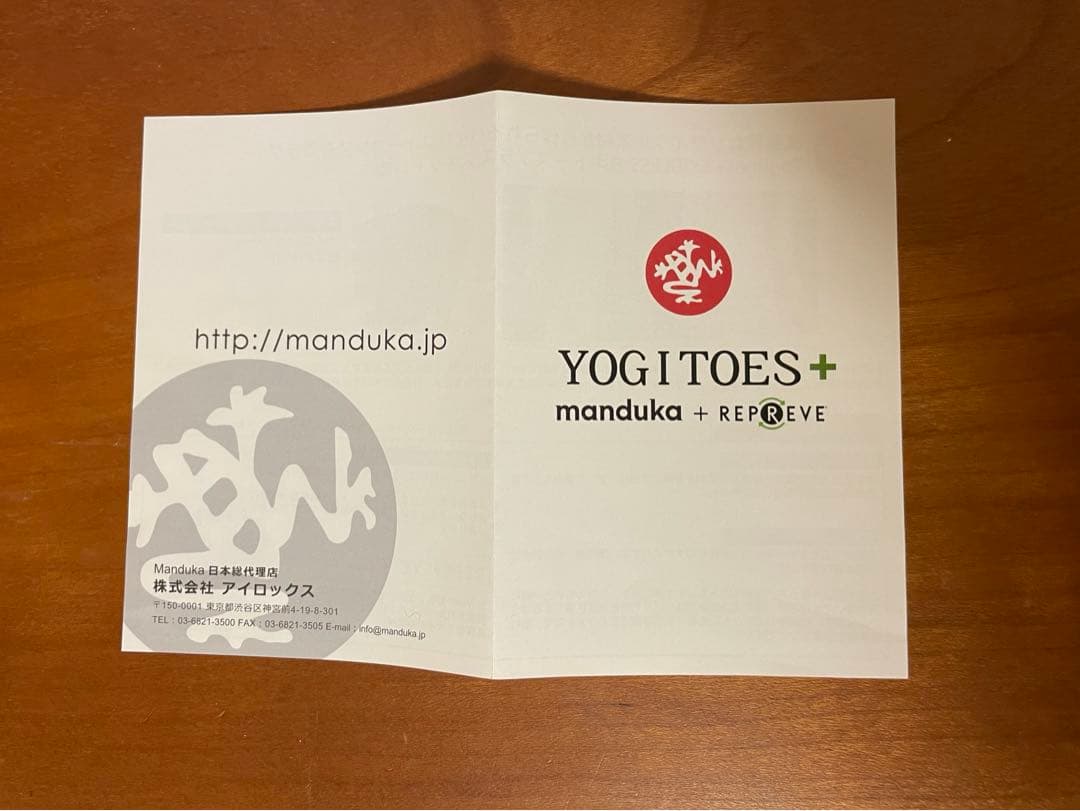 http://manduka.jp
Manduka 日本総代理店
株式会社 アイロックス
〒150-0001 東京都渋谷区神宮前4-19-8-301
TEL : 03-6821-3500 FAX : 03-6821-3505 E-mail : info@manduka.jp
YOGITOES+
manduka + REPREVE